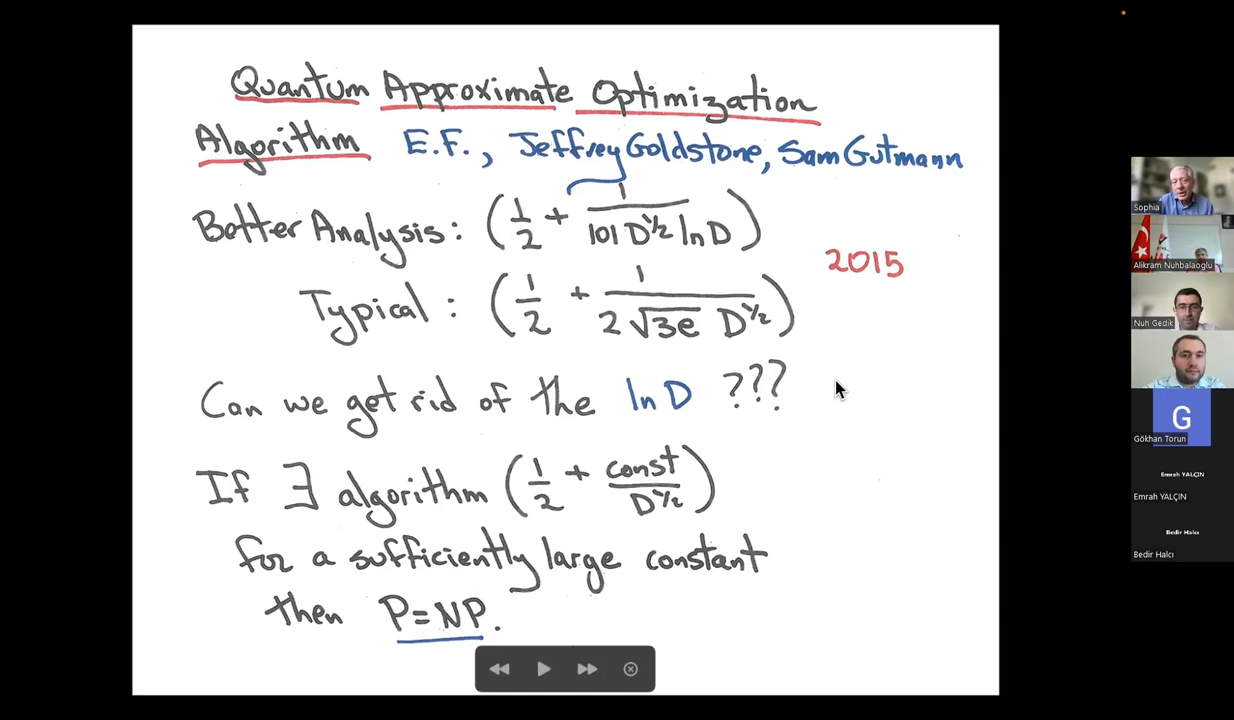 Quantum Approximate Optimization
Algorithm E.F., Jeffrey Goldstone, Sam Gutmann
Better Analysis: (1/2 + 1/(101 D^1/2 ln D))
2015
Typical: (1/2 + 1/(2 √3e D^1/2))
Can we get rid of the ln D ???
If ∃ algorithm (1/2 + const/D^1/2)
for a sufficiently large constant
then P=NP.
Sophia
Alikram Nuhbalaoglu
Nuh Gedik
G
Gökhan Torun
Emrah YALÇIN
Emrah YALÇIN
Bedir Halcı
Bedir Halcı